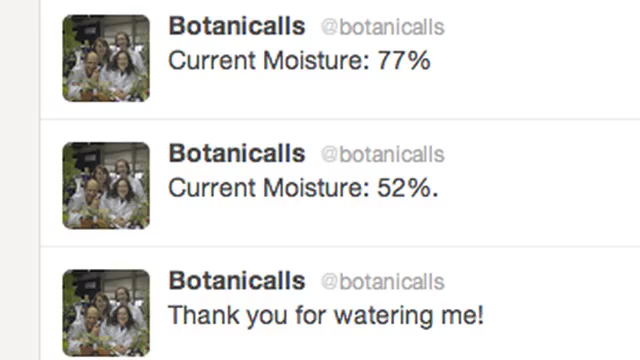 Botanicalls @botanicalls
Current Moisture: 77%
Botanicalls @botanicalls
Current Moisture: 52%.
Botanicalls @botanicalls
Thank you for watering me!